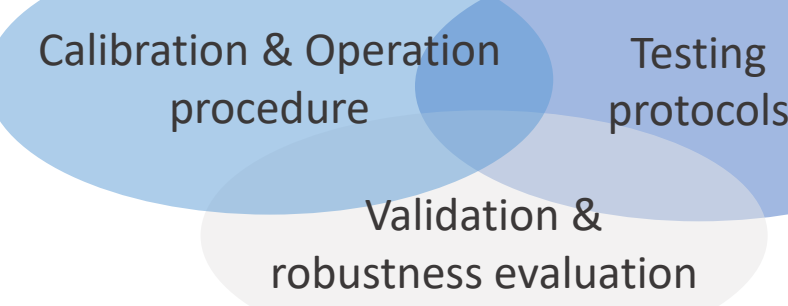 Calibration & Operation
procedure
Testing
protocols
Validation &
robustness evaluation